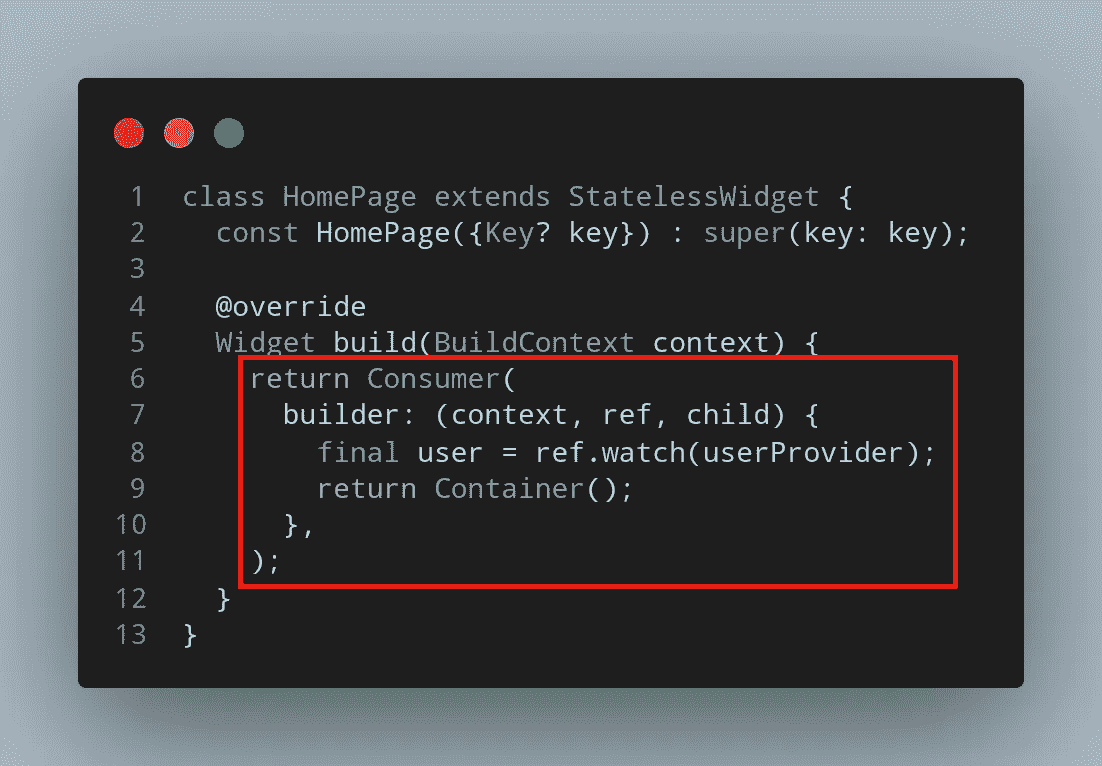 1 class HomePage extends StatelessWidget {
2 const HomePage({Key? key}) : super(key: key);
3
4 @override
5 Widget build(BuildContext context) {
6 return Consumer(
7 builder: (context, ref, child) {
8 final user = ref.watch(userProvider);
9 return Container();
10 },
11 );
12 }
13 }